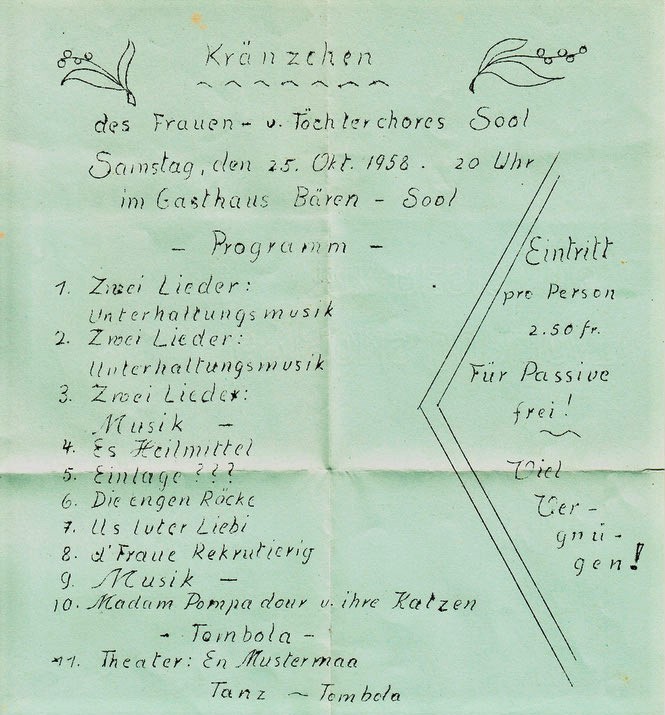 Kränzchen
des Frauen- u. Töchterchores Sool
Samstag, den 25. Okt. 1958. 20 Uhr
im Gasthaus Bären - Sool
- Programm -
1. Zwei Lieder:
Unterhaltungsmusik
2. Zwei Lieder:
Unterhaltungsmusik
3. Zwei Lieder:
Musik -
4. Es Heilmittel
5. Einlage ???
6. Die engen Röcke
7. Us luter Liebi
8. d'Fraue Rekrutierig
9. Musik -
10. Madam Pompadour u. ihre Katzen
- Tombola -
11. Theater: En Mustermaa
Tanz ~ Tombola
Eintritt
pro Person
2.50 fr.
Für Passive
frei!
Viel
Ver-
gnü-
gen!